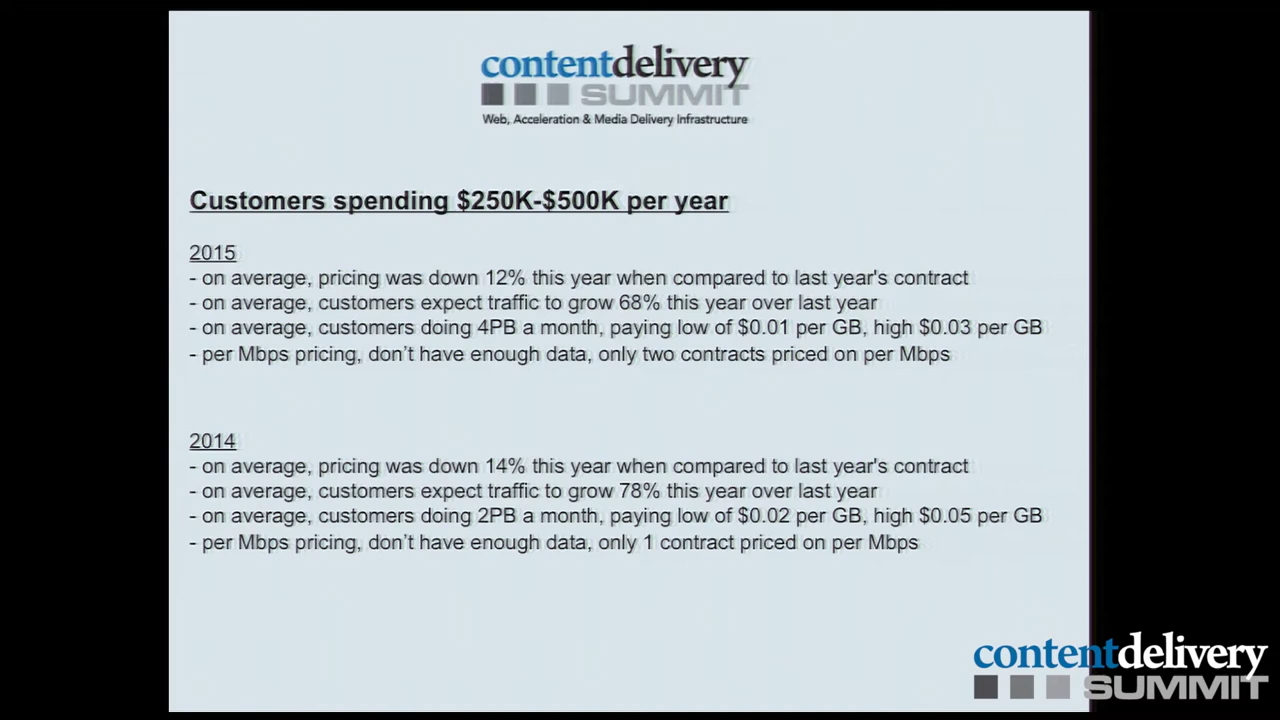 contentdelivery
SUMMIT
Web, Acceleration & Media Delivery Infrastructure
Customers spending $250K-$500K per year
2015
- on average, pricing was down 12% this year when compared to last year's contract
- on average, customers expect traffic to grow 68% this year over last year
- on average, customers doing 4PB a month, paying low of $0.01 per GB, high $0.03 per GB
- per Mbps pricing, don't have enough data, only two contracts priced on per Mbps
2014
- on average, pricing was down 14% this year when compared to last year's contract
- on average, customers expect traffic to grow 78% this year over last year
- on average, customers doing 2PB a month, paying low of $0.02 per GB, high $0.05 per GB
- per Mbps pricing, don't have enough data, only 1 contract priced on per Mbps
contentdelivery
SUMMIT